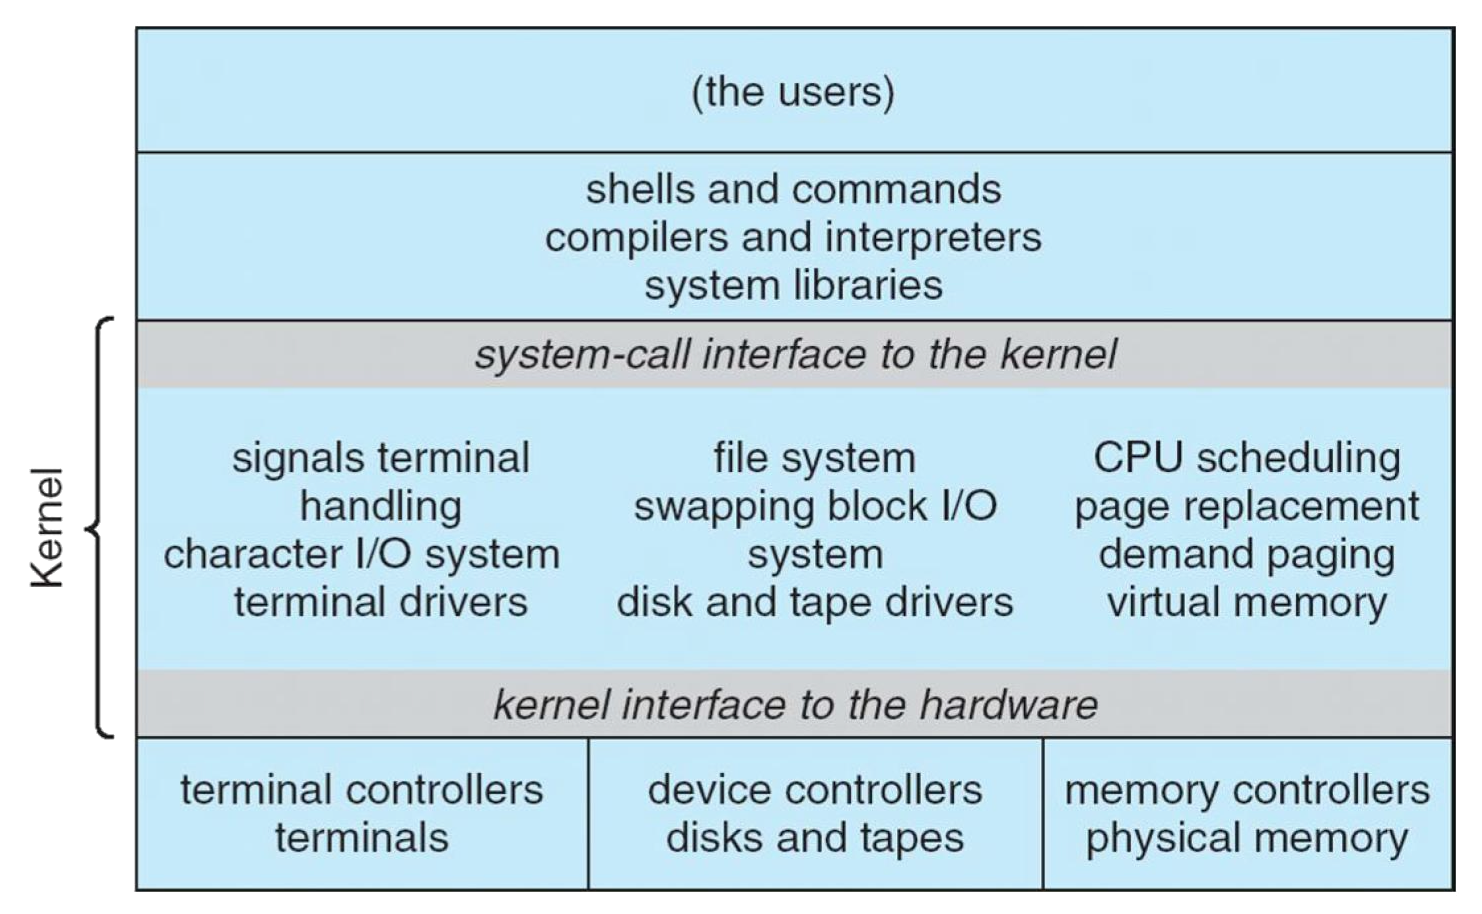 (the users)
shells and commands
compilers and interpreters
system libraries
Kernel
system-call interface to the kernel
signals terminal
handling
character I/O system
terminal drivers
file system
swapping block I/O
system
disk and tape drivers
CPU scheduling
page replacement
demand paging
virtual memory
kernel interface to the hardware
terminal controllers
terminals
device controllers
disks and tapes
memory controllers
physical memory